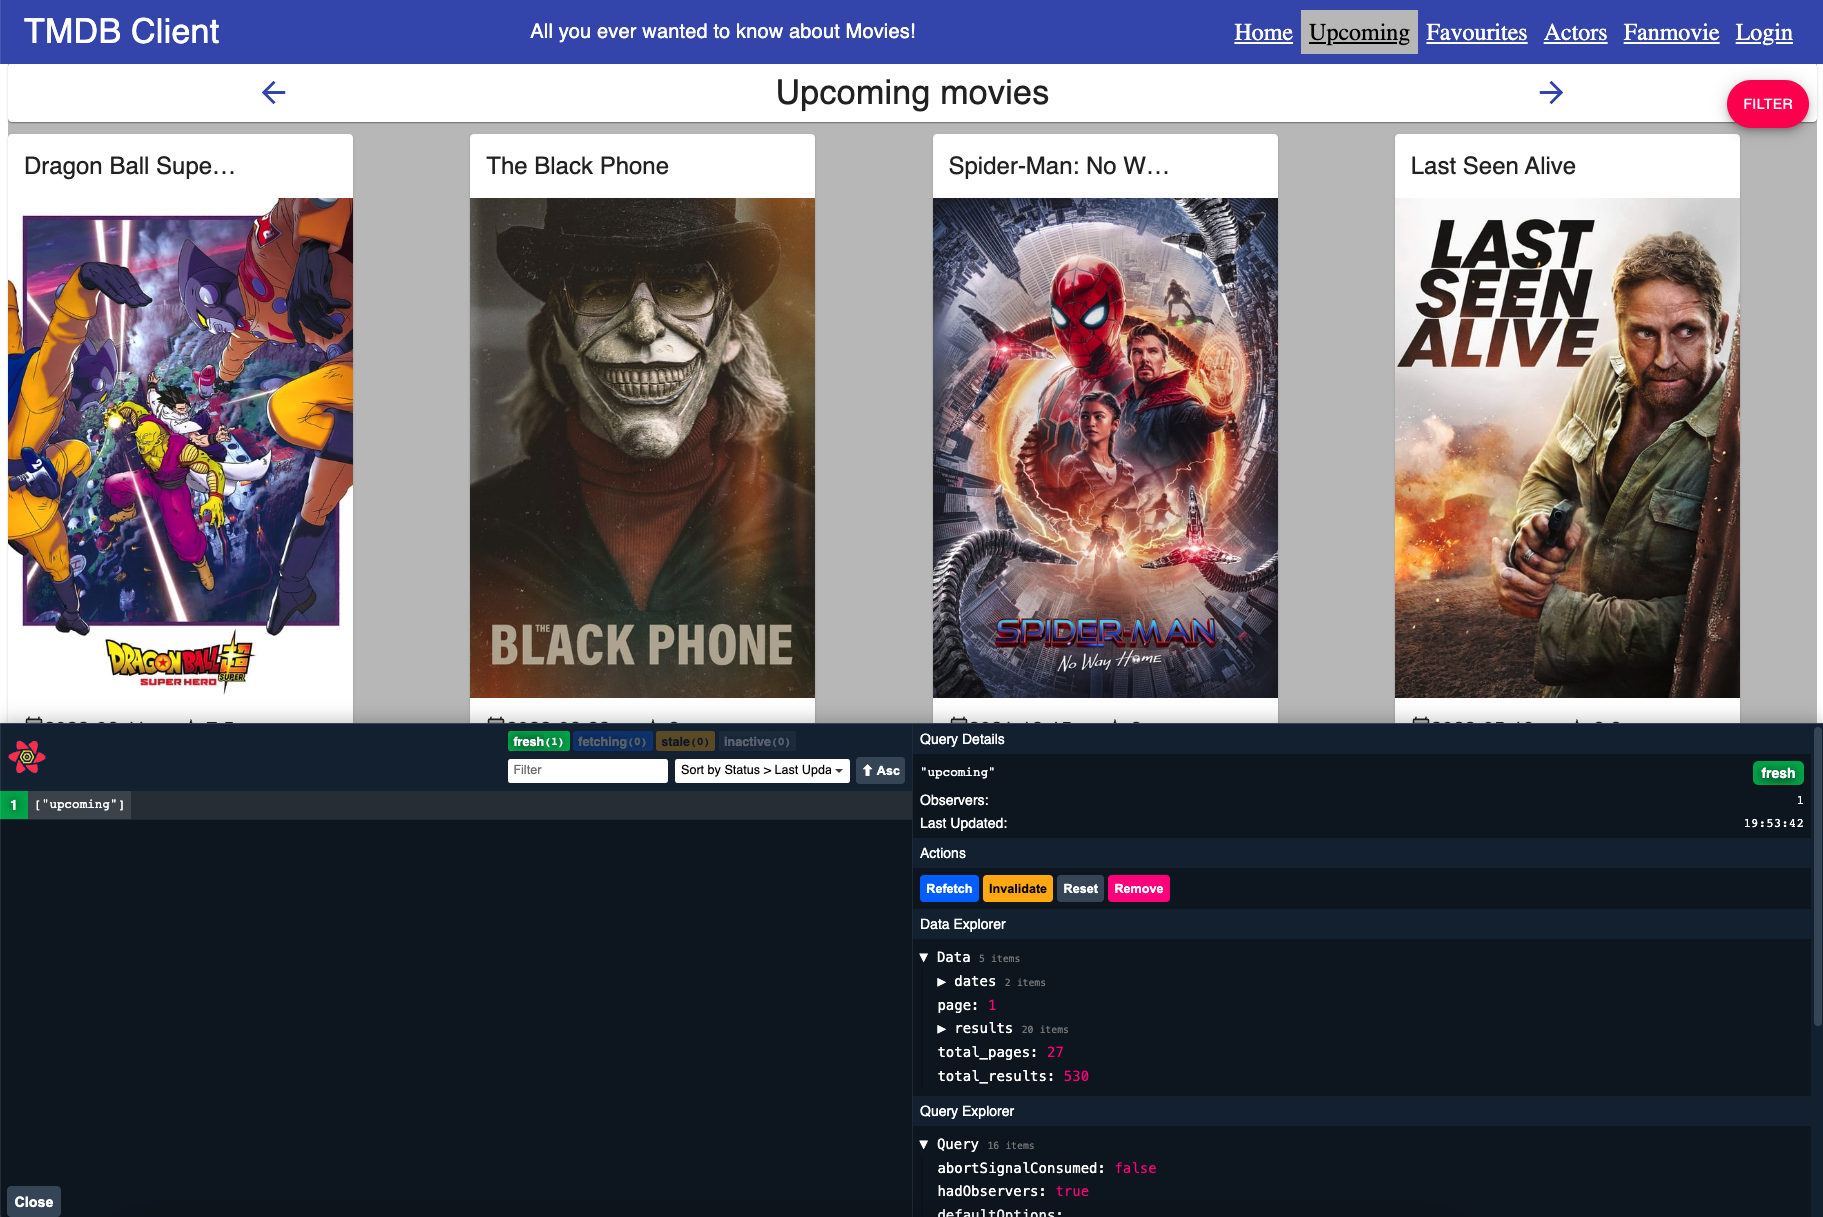 TMDB Client
All you ever wanted to know about Movies!
Home Upcoming Favourites Actors Fanmovie Login
Upcoming movies
FILTER
Dragon Ball Supe...
The Black Phone
Spider-Man: No W...
Last Seen Alive
DRAGON BALL
SUPER
SUPER HERO
THE BLACK PHONE
SPIDER-MAN
No Way Home
LAST
SEEN
ALIVE
fresh (1) fetching (0) stale (0) inactive (0)
Filter
Sort by Status > Last Upda
Asc
1 ["upcoming"]
Close
Query Details
"upcoming" fresh
Observers: 1
Last Updated: 19:53:42
Actions
Refetch Invalidate Reset Remove
Data Explorer
▼ Data 5 items
▶ dates 2 items
page: 1
▶ results 20 items
total_pages: 27
total_results: 530
Query Explorer
▼ Query 16 items
abortSignalConsumed: false
hadObservers: true
defaultOptions: